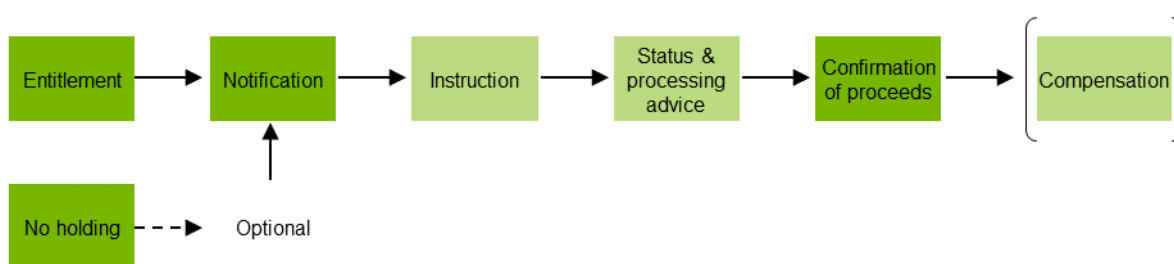 Entitlement
Notification
Instruction
Status &
processing
advice
Confirmation
of proceeds
Compensation
No holding
Optional